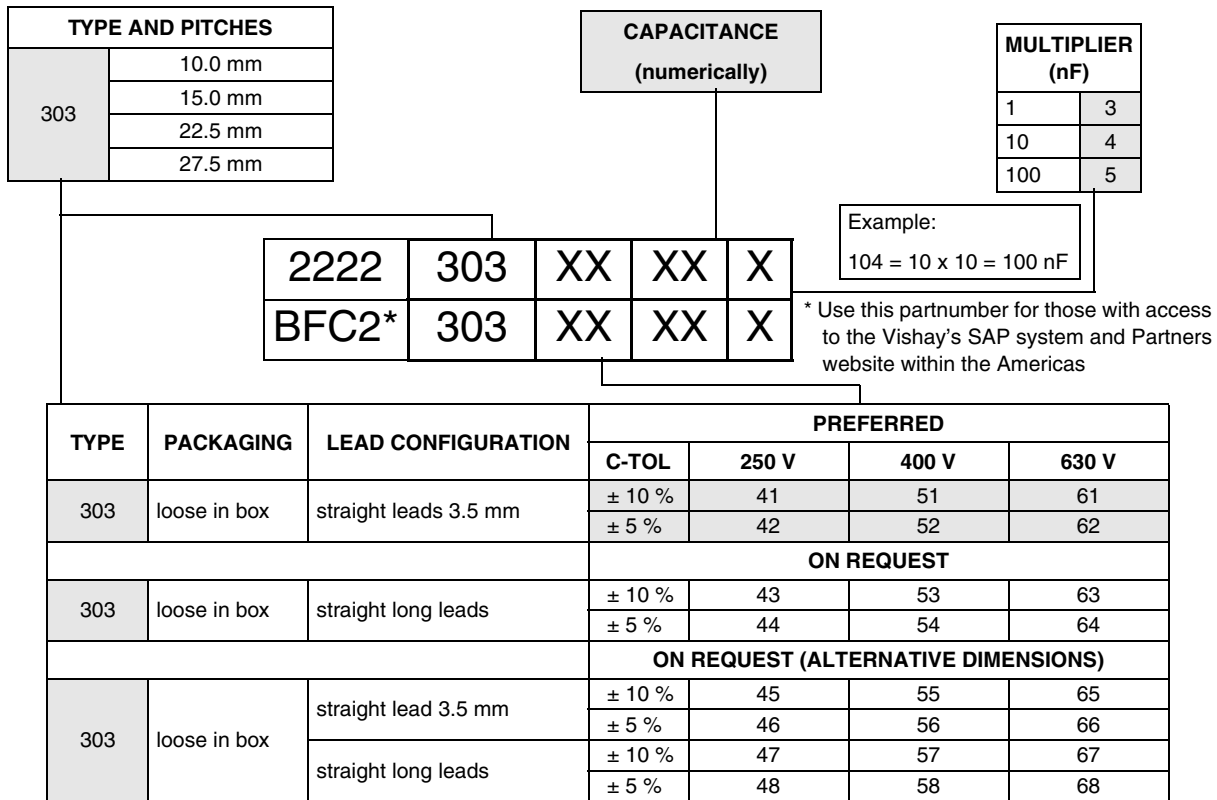 TYPE AND PITCHES
303
10.0 mm
15.0 mm
22.5 mm
27.5 mm
CAPACITANCE
(numerically)
MULTIPLIER
(nF)
1 3
10 4
100 5
Example:
104 = 10 x 10 = 100 nF
2222 303 XX XX X
BFC2* 303 XX XX X
* Use this partnumber for those with access
to the Vishay's SAP system and Partners
website within the Americas
TYPE PACKAGING LEAD CONFIGURATION PREFERRED
C-TOL 250 V 400 V 630 V
303 loose in box straight leads 3.5 mm
± 10 % 41 51 61
± 5 % 42 52 62
ON REQUEST
303 loose in box straight long leads
± 10 % 43 53 63
± 5 % 44 54 64
ON REQUEST (ALTERNATIVE DIMENSIONS)
303 loose in box
straight lead 3.5 mm
± 10 % 45 55 65
± 5 % 46 56 66
straight long leads
± 10 % 47 57 67
± 5 % 48 58 68